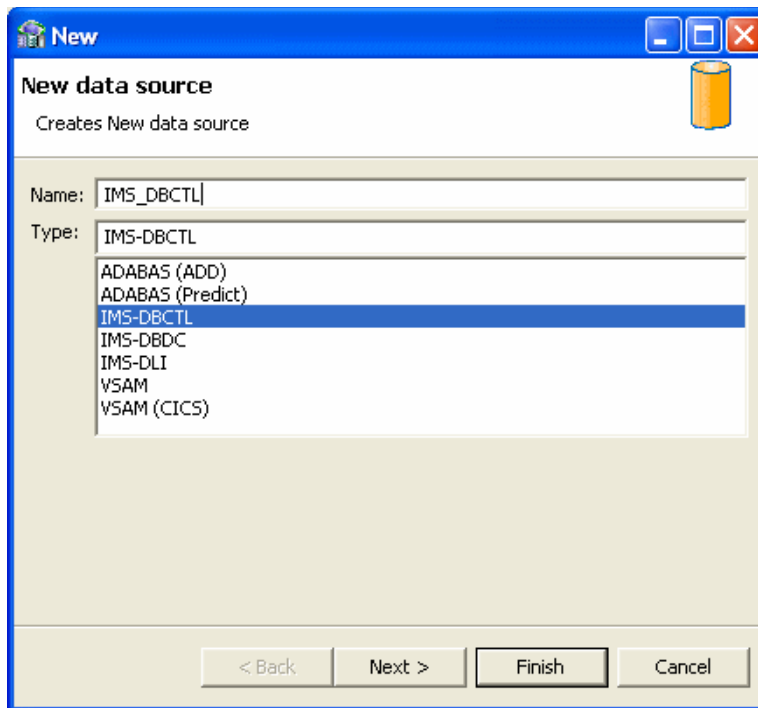 New
New data source
Creates New data source
Name: IMS_DBCTL
Type: IMS-DBCTL
ADABAS (ADD)
ADABAS (Predict)
IMS-DBCTL
IMS-DBDC
IMS-DLI
VSAM
VSAM (CICS)
< Back Next > Finish Cancel